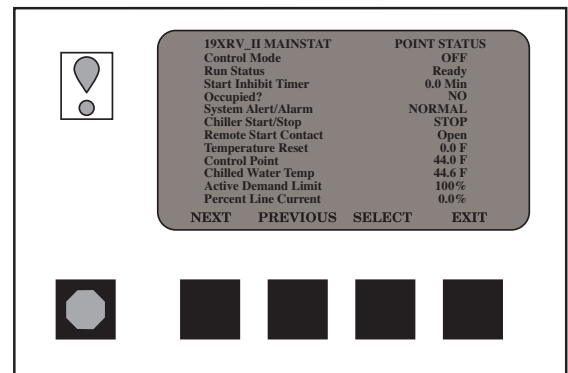 19XRV_II MAINSTAT POINT STATUS
Control Mode OFF
Run Status Ready
Start Inhibit Timer 0.0 Min
Occupied? NO
System Alert/Alarm NORMAL
Chiller Start/Stop STOP
Remote Start Contact Open
Temperature Reset 0.0 F
Control Point 44.0 F
Chilled Water Temp 44.6 F
Active Demand Limit 100%
Percent Line Current 0.0%
NEXT PREVIOUS SELECT EXIT